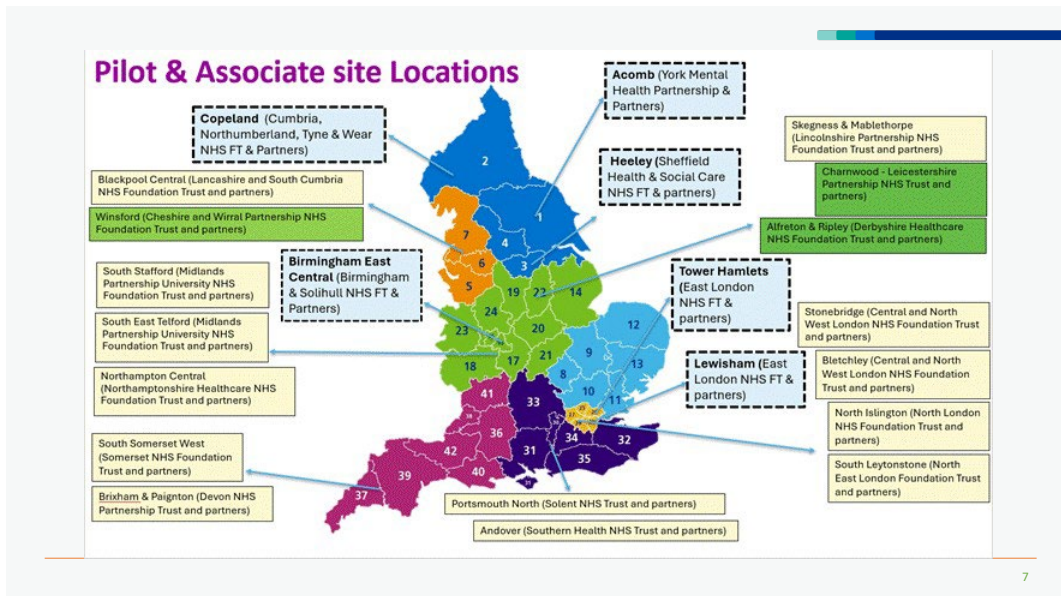 Pilot & Associate site Locations
Acomb (York Mental
Health Partnership &
Partners)
Copeland (Cumbria,
Northumberland, Tyne & Wear
NHS FT & Partners)
Heeley (Sheffield
Health & Social Care
NHS FT & partners)
Skegness & Mablethorpe
(Lincolnshire Partnership NHS
Foundation Trust and partners)
Charnwood - Leicestershire
Partnership NHS Trust and
partners)
Alfreton & Ripley (Derbyshire Healthcare
NHS Foundation Trust and partners)
Blackpool Central (Lancashire and South Cumbria
NHS Foundation Trust and partners)
Winsford (Cheshire and Wirral Partnership NHS
Foundation Trust and partners)
Birmingham East
Central (Birmingham
& Solihull NHS FT &
Partners)
South Stafford (Midlands
Partnership University NHS
Foundation Trust and partners)
South East Telford (Midlands
Partnership University NHS
Foundation Trust and partners)
Northampton Central
(Northamptonshire Healthcare NHS
Foundation Trust and partners)
South Somerset West
(Somerset NHS Foundation
Trust and partners)
Brixham & Paignton (Devon NHS
Partnership Trust and partners)
Tower Hamlets
(East London
NHS FT &
partners)
Lewisham (East
London NHS FT &
partners)
Stonebridge (Central and North
West London NHS Foundation Trust
and partners)
Bletchley (Central and North
West London NHS Foundation
Trust and partners)
North Islington (North London
NHS Foundation Trust and
partners)
South Leytonstone (North
East London Foundation Trust
and partners)
Portsmouth North (Solent NHS Trust and partners)
Andover (Southern Health NHS Trust and partners)
2
1
7
4
6
3
5
19
22
14
24
23
20
12
17
21
9
13
18
8
10
11
41
33
36
34
32
42
31
35
39
40
37
7